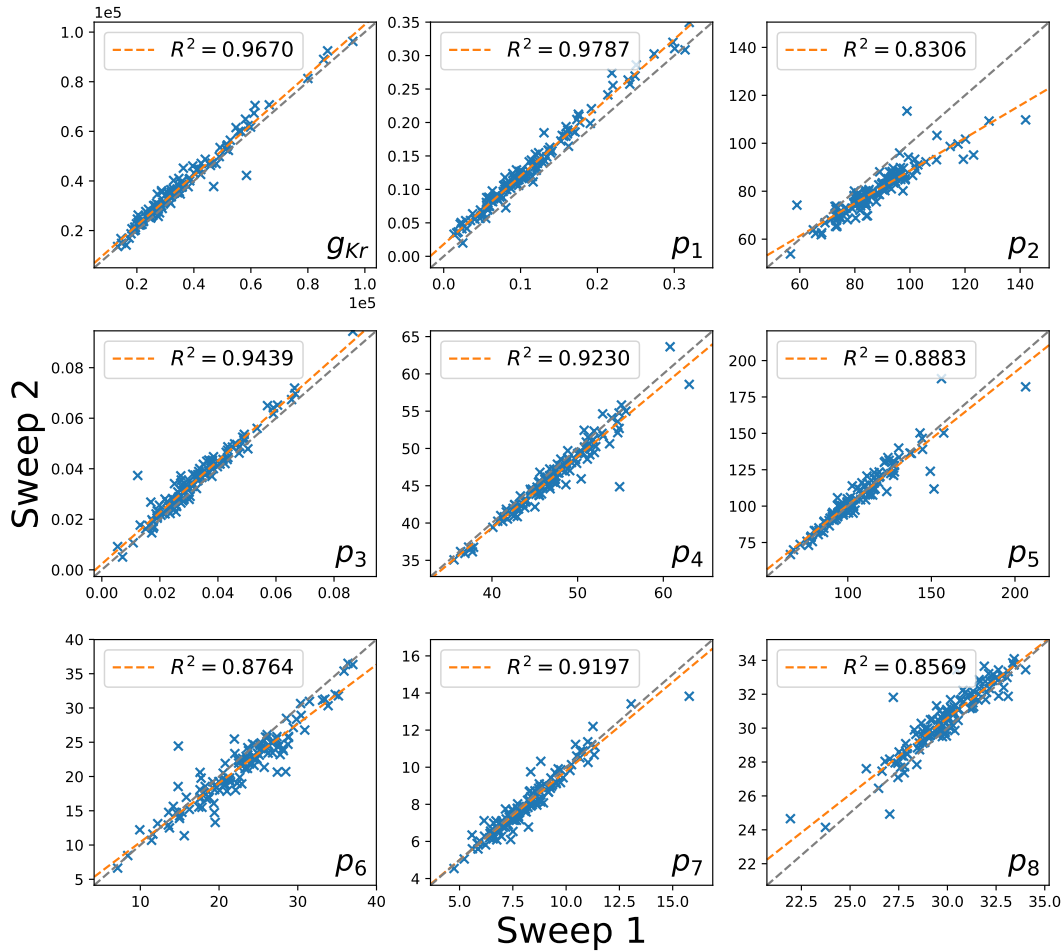 1e5
1.0
0.8
0.6
0.4
0.2
R² = 0.9670
g_Kr
0.2 0.4 0.6 0.8 1.0
1e5
0.35
0.30
0.25
0.20
0.15
0.10
0.05
0.00
R² = 0.9787
p₁
0.0 0.1 0.2 0.3
140
120
100
80
60
R² = 0.8306
p₂
60 80 100 120 140
Sweep 2
0.08
0.06
0.04
0.02
0.00
R² = 0.9439
p₃
0.00 0.02 0.04 0.06 0.08
65
60
55
50
45
40
35
R² = 0.9230
p₄
40 50 60
200
175
150
125
100
75
R² = 0.8883
p₅
100 150 200
40
35
30
25
20
15
10
5
R² = 0.8764
p₆
10 20 30 40
16
14
12
10
8
6
4
R² = 0.9197
p₇
5.0 7.5 10.0 12.5 15.0
34
32
30
28
26
24
22
R² = 0.8569
p₈
22.5 25.0 27.5 30.0 32.5 35.0
Sweep 1